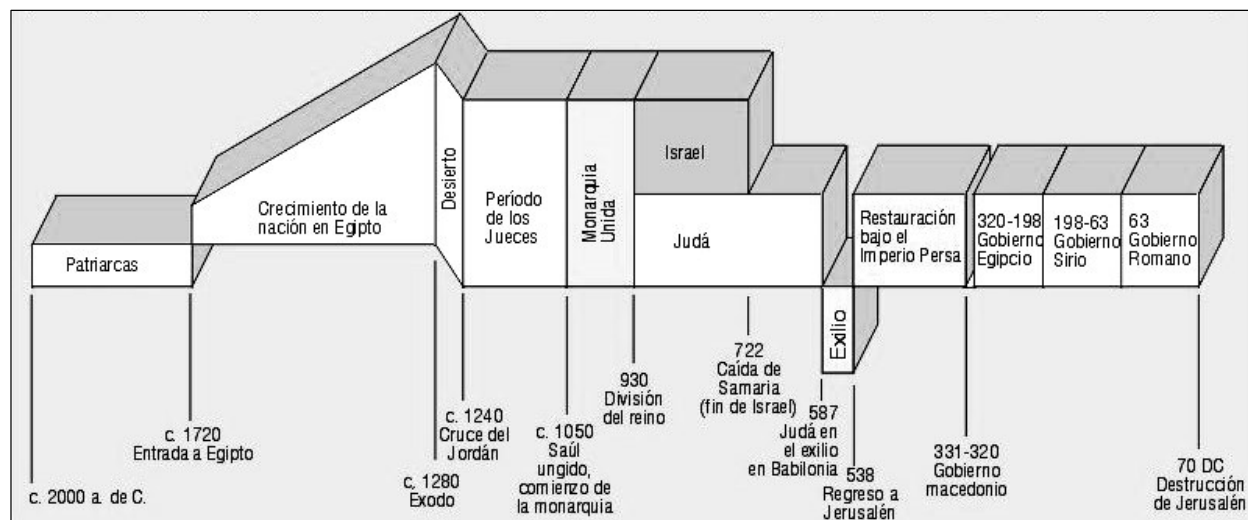 Patriarcas
Crecimiento de la
nación en Egipto
Desierto
Período
de los
Jueces
Monarquia
Unida
Israel
Judá
Exilio
Restauración
bajo el
Imperio Persa
320-198
Gobierno
Egipcio
198-63
Gobierno
Sirio
63
Gobierno
Romano
c. 2000 a. de C.
c. 1720
Entrada a Egipto
c, 1280
Exodo
c. 1240
Cruce del
Jordán
c. 1050
Saúl
ungido,
comienzo de
la monarquia
930
División
del reino
722
Caída de
Samaria
(fin de Israel)
587
Judá en
el exilio
en Babilonia
538
Regreso a
Jerusalén
331-320
Gobierno
macedonio
70 DC
Destrucción
de Jerusalén